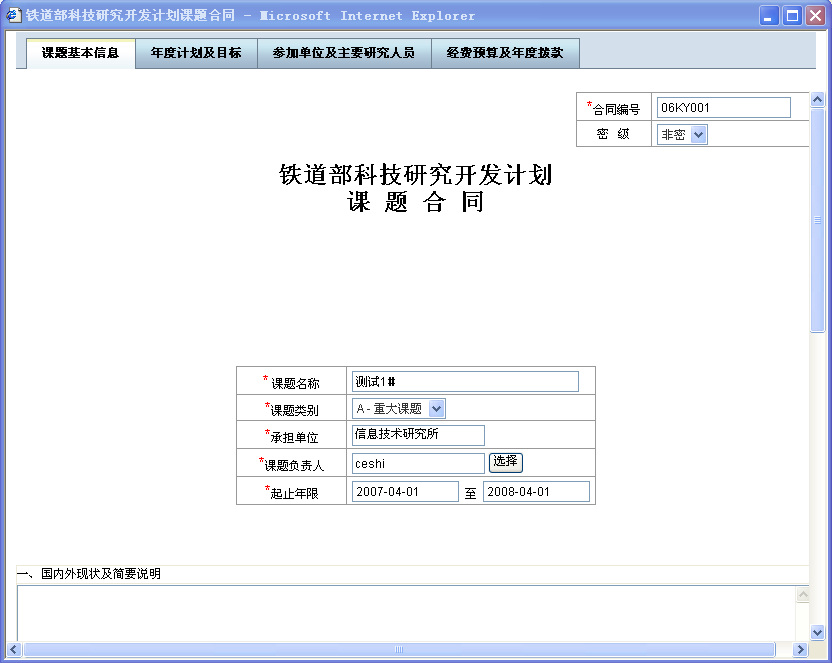 铁道部科技研究开发计划课题合同 - Microsoft Internet Explorer
课题基本信息 年度计划及目标 参加单位及主要研究人员 经费预算及年度拨款
*合同编号 06KY001
密 级 非密
铁道部科技研究开发计划
课 题 合 同
*课题名称 测试1#
*课题类别 A - 重大课题
*承担单位 信息技术研究所
*课题负责人 ceshi 选择
*起止年限 2007-04-01 至 2008-04-01
一、国内外现状及简要说明